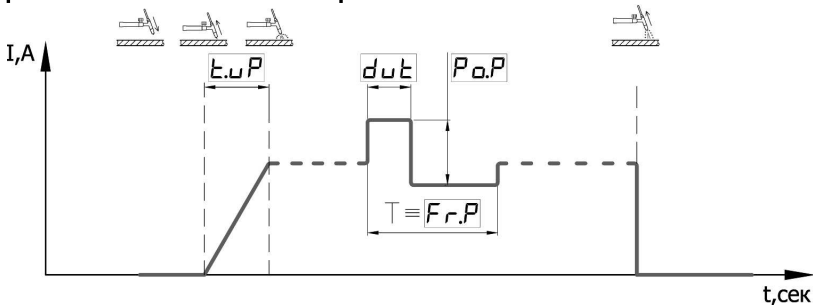 I,A
t.uP
dut
Po.P
T ≡ Fr.P
t,сек